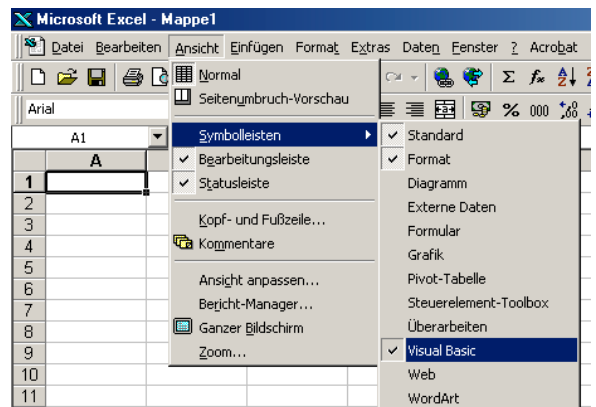 Microsoft Excel - Mappe1
Datei Bearbeiten Ansicht Einfügen Format Extras Daten Fenster ? Acrobat
Normal
Seitenumbruch-Vorschau
Arial
% 000
A1
Symbolleisten
Bearbeitungsleiste
Statusleiste
Kopf- und Fußzeile...
Kommentare
Ansicht anpassen...
Bericht-Manager...
Ganzer Bildschirm
Zoom...
Standard
Format
Diagramm
Externe Daten
Formular
Grafik
Pivot-Tabelle
Steuerelement-Toolbox
Überarbeiten
Visual Basic
Web
WordArt
A
1
2
3
4
5
6
7
8
9
10
11